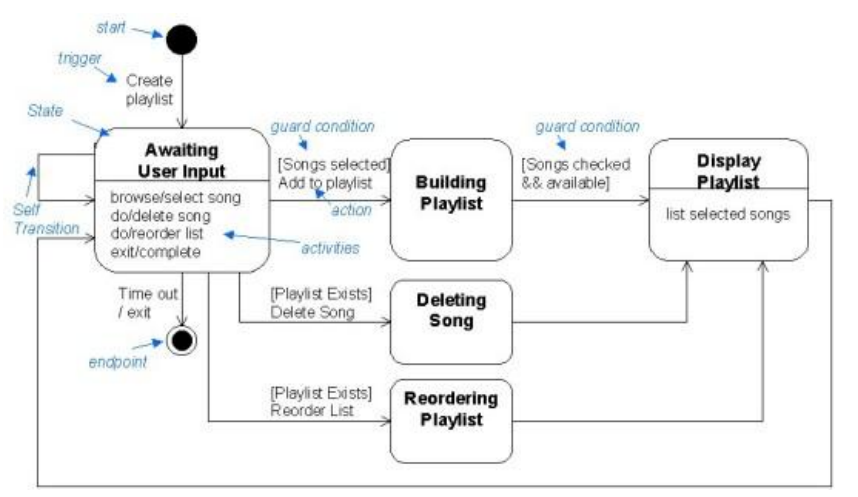 start
trigger
Create
playlist
State
guard condition
guard condition
Awaiting
User Input
[Songs selected]
Add to playlist
[Songs checked
&& available]
Display
Playlist
Building
Playlist
browse/select song
do/delete song
do/reorder list
exit/complete
action
list selected songs
Self
Transition
activities
Time out
/ exit
[Playlist Exists]
Delete Song
Deleting
Song
endpoint
[Playlist Exists]
Reorder List
Reordering
Playlist